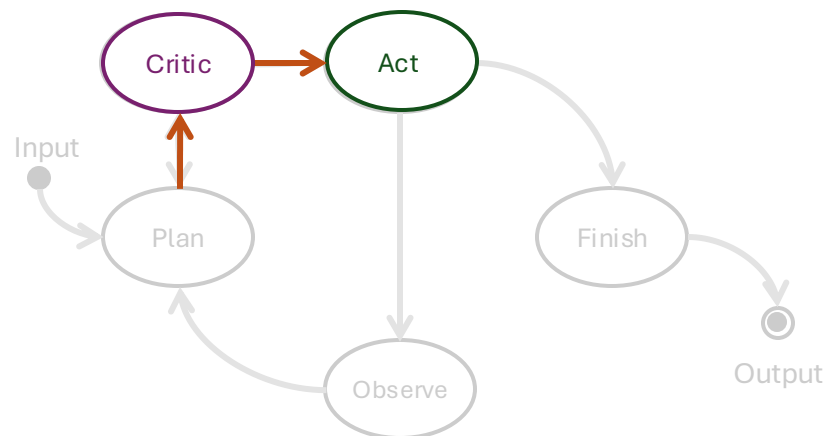 Critic
Act
Input
Plan
Finish
Observe
Output